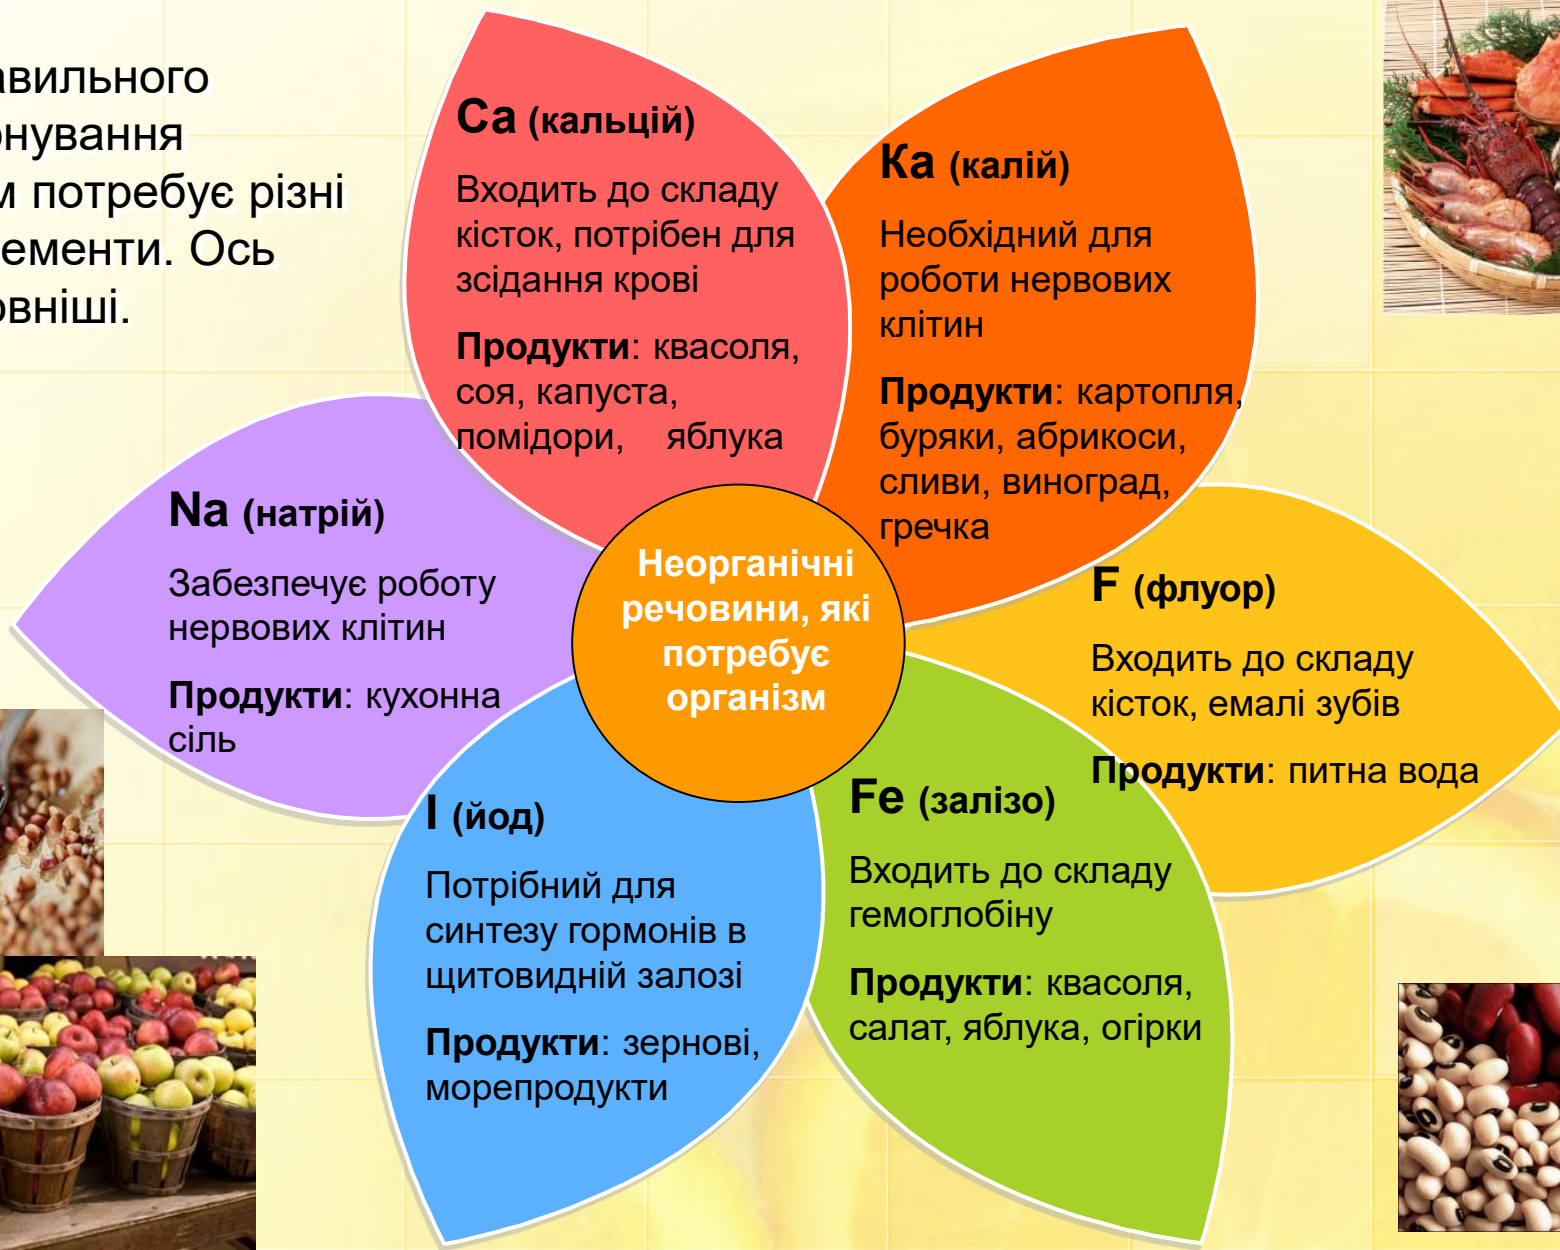 потребує різні
Ось
Ca (кальцій)
Входить до складу
кісток, потрібен для
зсідання крові
Продукти: квасоля,
соя, капуста,
помідори, яблука
Ка (калій)
Необхідний для
роботи нервових
клітин
Продукти: картопля,
буряки, абрикоси,
сливи, виноград,
гречка
Na (натрій)
Забезпечує роботу
нервових клітин
Продукти: кухонна
сіль
Неорганічні
речовини, які
потребує
організм
F (флуор)
Входить до складу
кісток, емалі зубів
Продукти: питна вода
I (йод)
Потрібний для
синтезу гормонів в
щитовидній залозі
Продукти: зернові,
морепродукти
Fe (залізо)
Входить до складу
гемоглобіну
Продукти: квасоля,
салат, яблука, огірки